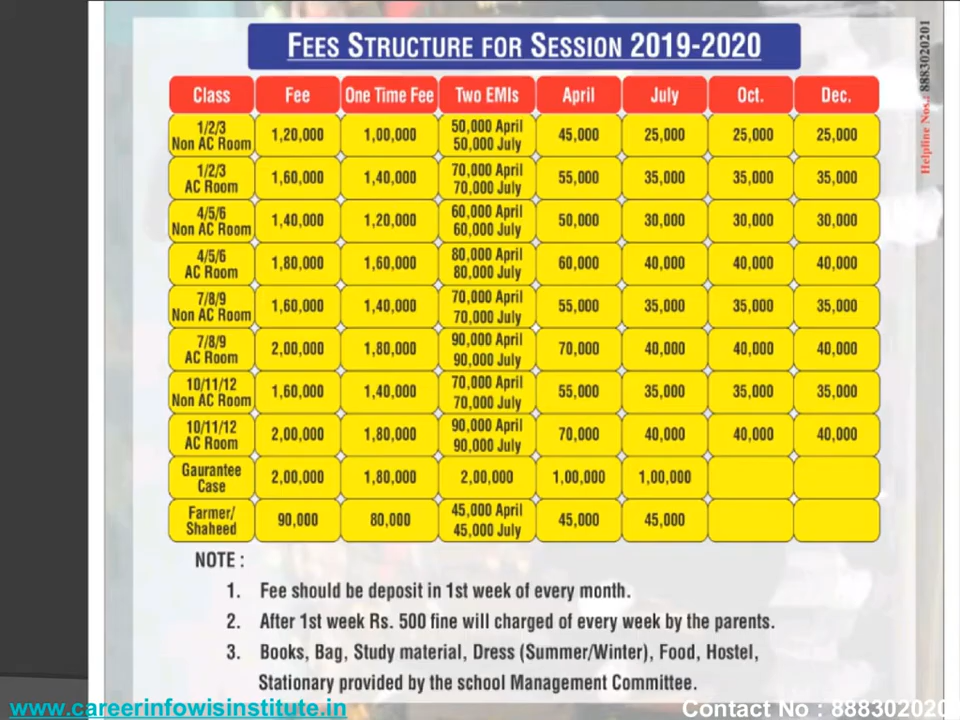 FEES STRUCTURE FOR SESSION 2019-2020
Helpline Nos.: 8883020201
Class Fee One Time Fee Two EMIs April July Oct. Dec.
1/2/3 Non AC Room 1,20,000 1,00,000 50,000 April 50,000 July 45,000 25,000 25,000 25,000
1/2/3 AC Room 1,60,000 1,40,000 70,000 April 70,000 July 55,000 35,000 35,000 35,000
4/5/6 Non AC Room 1,40,000 1,20,000 60,000 April 60,000 July 50,000 30,000 30,000 30,000
4/5/6 AC Room 1,80,000 1,60,000 80,000 April 80,000 July 60,000 40,000 40,000 40,000
7/8/9 Non AC Room 1,60,000 1,40,000 70,000 April 70,000 July 55,000 35,000 35,000 35,000
7/8/9 AC Room 2,00,000 1,80,000 90,000 April 90,000 July 70,000 40,000 40,000 40,000
10/11/12 Non AC Room 1,60,000 1,40,000 70,000 April 70,000 July 55,000 35,000 35,000 35,000
10/11/12 AC Room 2,00,000 1,80,000 90,000 April 90,000 July 70,000 40,000 40,000 40,000
Gaurantee Case 2,00,000 1,80,000 2,00,000 1,00,000 1,00,000
Farmer/ Shaheed 90,000 80,000 45,000 April 45,000 July 45,000 45,000
NOTE :
1. Fee should be deposit in 1st week of every month.
2. After 1st week Rs. 500 fine will charged of every week by the parents.
3. Books, Bag, Study material, Dress (Summer/Winter), Food, Hostel,
Stationary provided by the school Management Committee.
www.careerinfowisinstitute.in
Contact No : 888302020